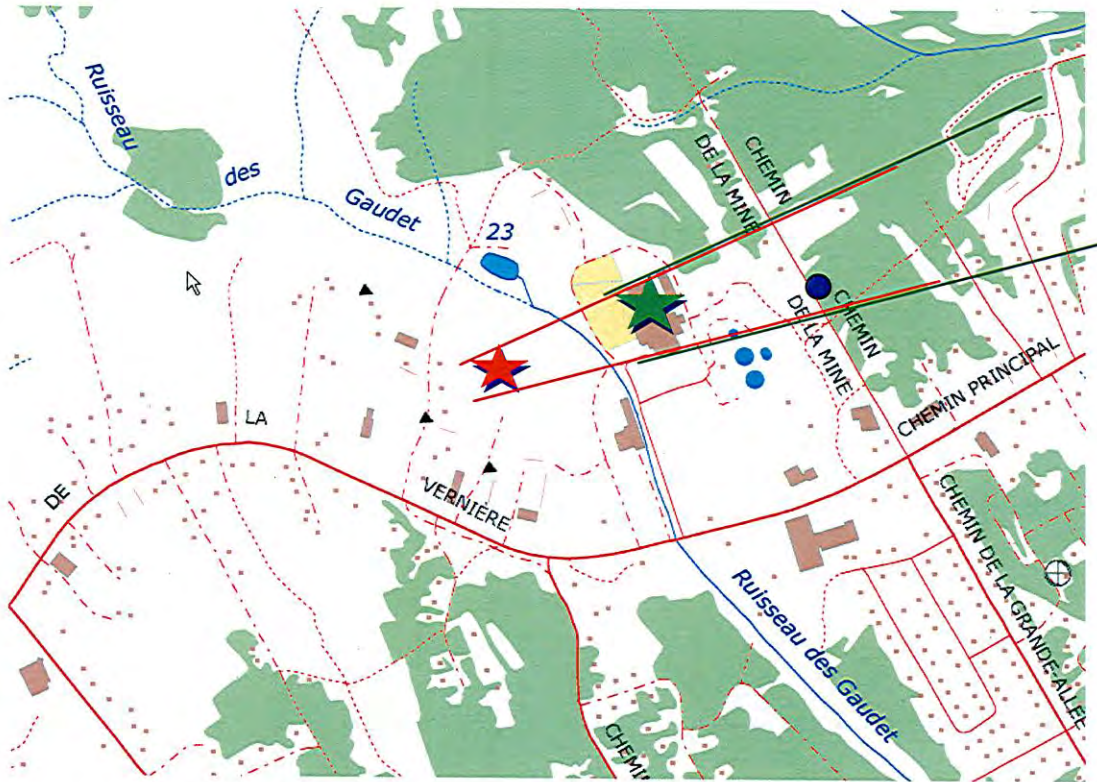 Ruisseau
des
Gaudet
23
CHEMIN
DE LA MINE
CHEMIN
DE LA MINE
CHEMIN PRINCIPAL
LA
DE
VERNIÈRE
CHEMIN DE LA GRANDE-ALLÉE
Ruisseau des Gaudet
CHEMIN